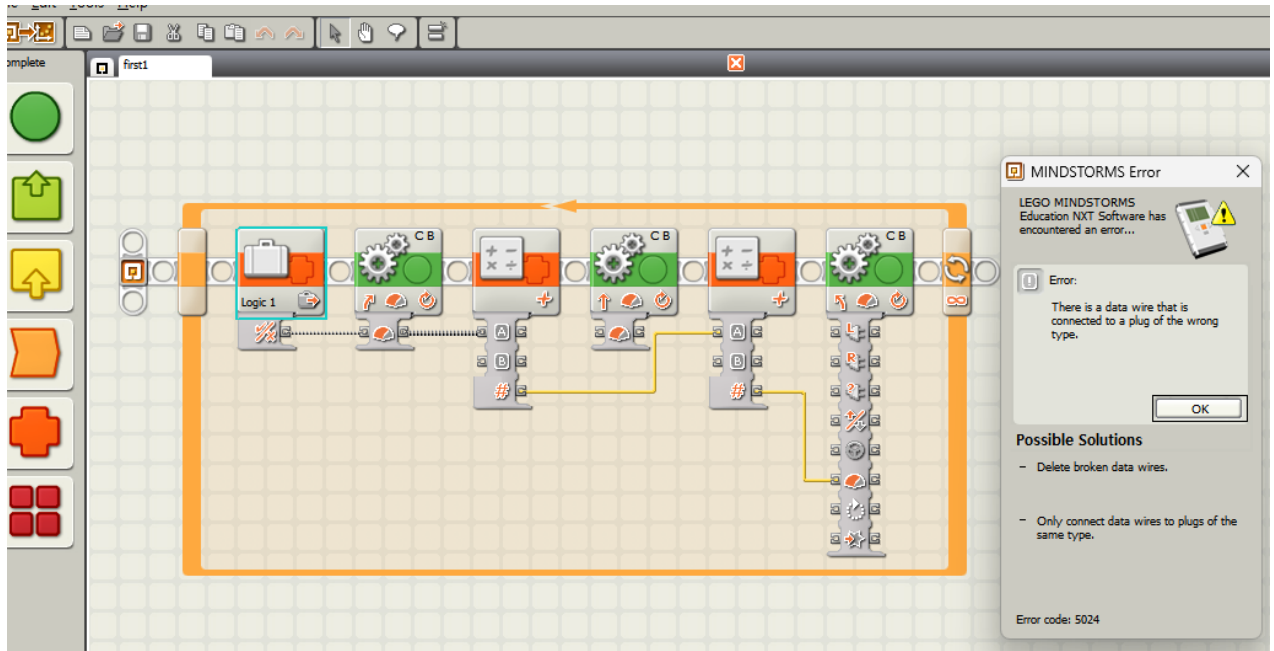 Edit Tools Help
omplete
first1
C B
C B
C B
Logic 1
A
A
B
B
#
#
L
R
?
MINDSTORMS Error
LEGO MINDSTORMS
Education NXT Software has
encountered an error...
Error:
There is a data wire that is
connected to a plug of the wrong
type.
OK
Possible Solutions
– Delete broken data wires.
– Only connect data wires to plugs of the
same type.
Error code: 5024